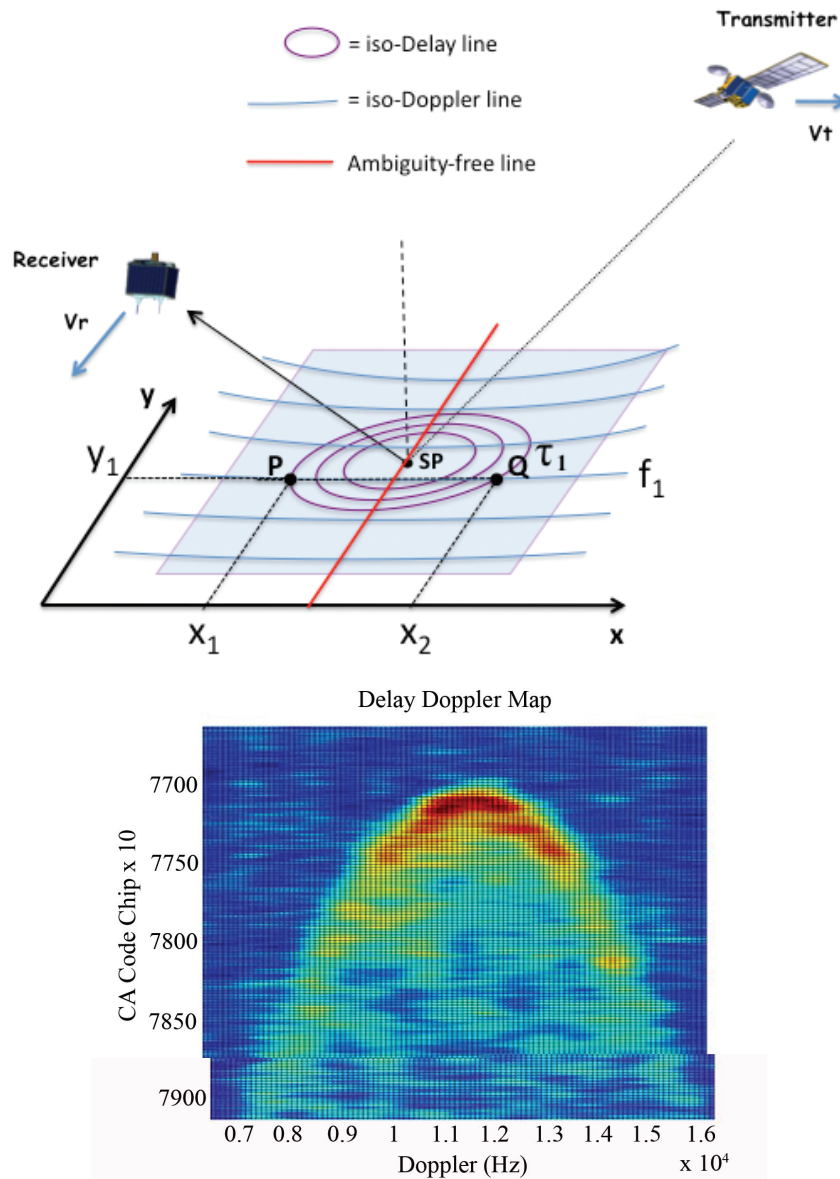 Transmitter
= iso-Delay line
= iso-Doppler line
Vt
Ambiguity-free line
Receiver
Vr
y
y1
P
SP
Q
τ1
f1
x1
x2
x
Delay Doppler Map
CA Code Chip x 10
7700
7750
7800
7850
7900
0.7 0.8 0.9 1 1.1 1.2 1.3 1.4 1.5 1.6
Doppler (Hz)
x 10⁴